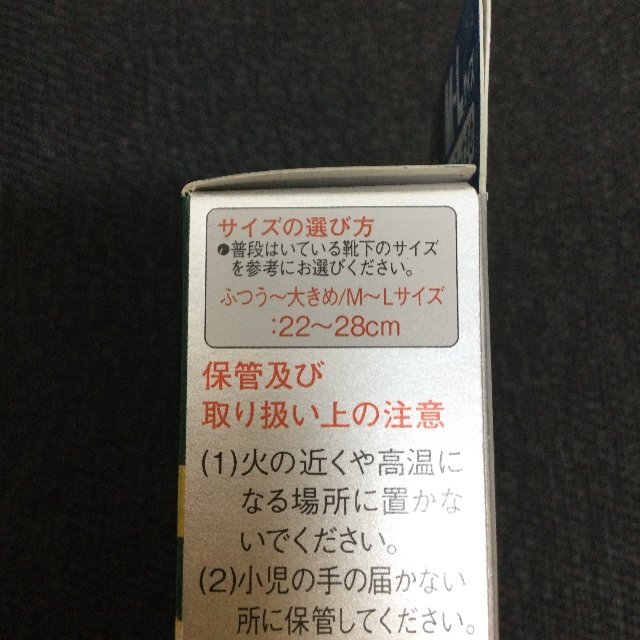 サイズの選び方
●普段はいている靴下のサイズ
を参考にお選びください。
ふつう～大きめ/M～Lサイズ
:22～28cm
保管及び
取り扱い上の注意
(1)火の近くや高温に
なる場所に置かな
いでください。
(2)小児の手の届かない
所に保管してください。